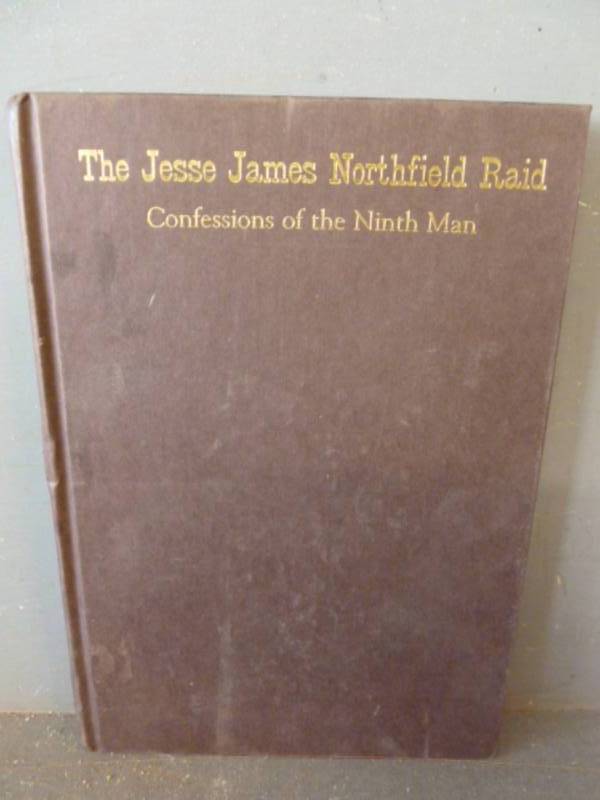 The Jesse James Northfield Raid
Confessions of the Ninth Man